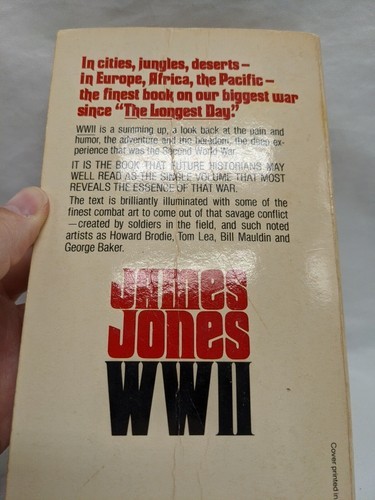 In cities, jungles, deserts –
in Europe, Africa, the Pacific –
the finest book on our biggest war
since "The Longest Day."
WWII is a summing up, a look back at the pain and
humor, the adventure and the boredom, the deep ex-
perience that was the Second World War.
IT IS THE BOOK THAT FUTURE HISTORIANS MAY
WELL READ AS THE SINGLE VOLUME THAT MOST
REVEALS THE ESSENCE OF THAT WAR.
The text is brilliantly illuminated with some of the
finest combat art to come out of that savage conflict
—created by soldiers in the field, and such noted
artists as Howard Brodie, Tom Lea, Bill Mauldin and
George Baker.
James
Jones
WWII
Cover printed in